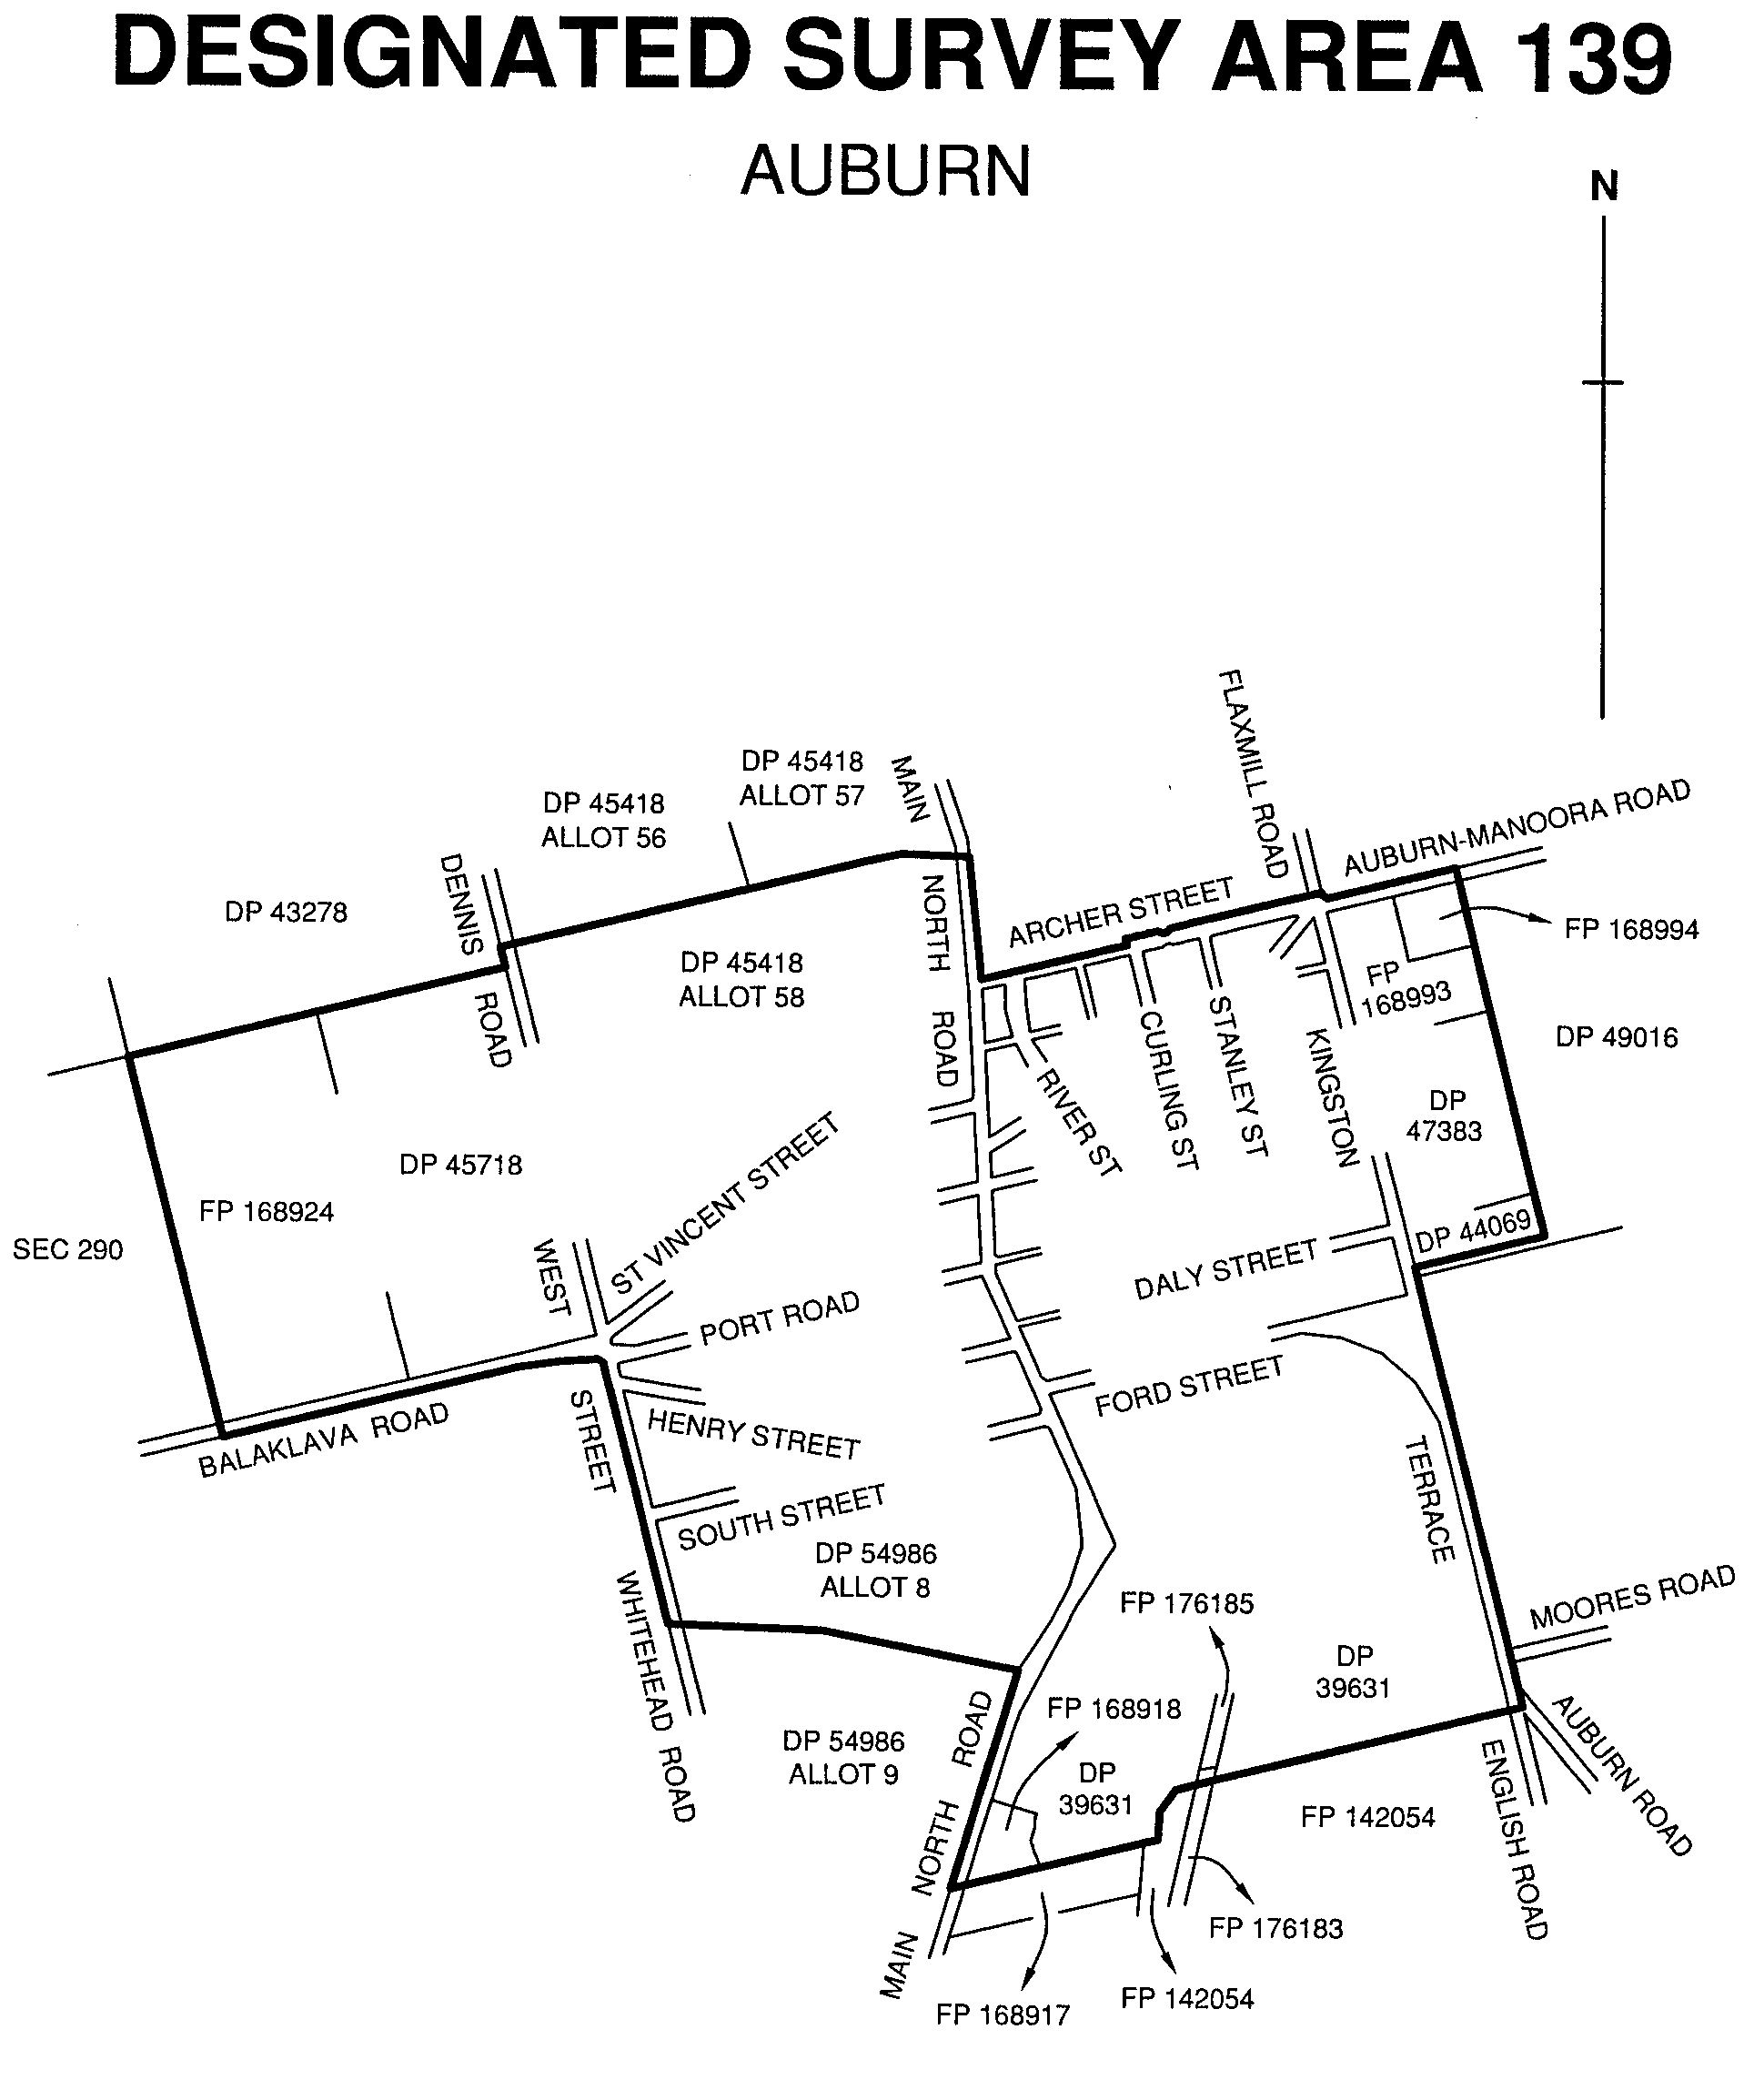 DESIGNATED SURVEY AREA 139
AUBURN
N
FLAXMILL ROAD
DP 45418
ALLOT 57
MAIN
NORTH
ROAD
DP 45418
ALLOT 56
AUBURN-MANOORA ROAD
DENNIS
ROAD
DP 43278
ARCHER STREET
FP 168994
DP 45418
ALLOT 58
FP
168993
DP 49016
RIVER ST
CURLING ST
STANLEY ST
KINGSTON
TERRACE
DP
47383
DP 45718
FP 168924
SEC 290
ST VINCENT STREET
WEST
STREET
DP 44069
DALY STREET
PORT ROAD
FORD STREET
BALAKLAVA ROAD
HENRY STREET
SOUTH STREET
DP 54986
ALLOT 8
WHITEHEAD ROAD
FP 176185
MOORES ROAD
DP
39631
FP 168918
DP 54986
ALLOT 9
DP
39631
AUBURN ROAD
ENGLISH ROAD
FP 142054
MAIN NORTH ROAD
FP 176183
FP 142054
FP 168917